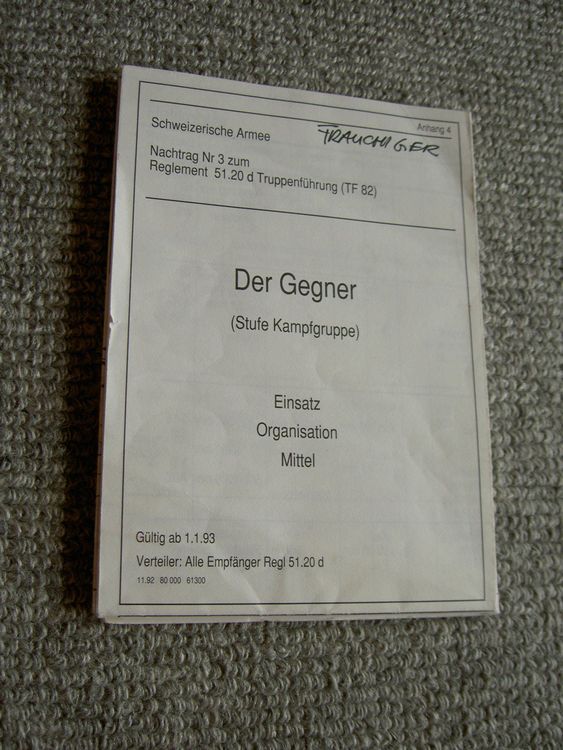 Anhang 4
Schweizerische Armee
TRAUCHIGER
Nachtrag Nr 3 zum
Reglement 51.20 d Truppenführung (TF 82)
Der Gegner
(Stufe Kampfgruppe)
Einsatz
Organisation
Mittel
Gültig ab 1.1.93
Verteiler: Alle Empfänger Regl 51.20 d
11.92 80 000 61300